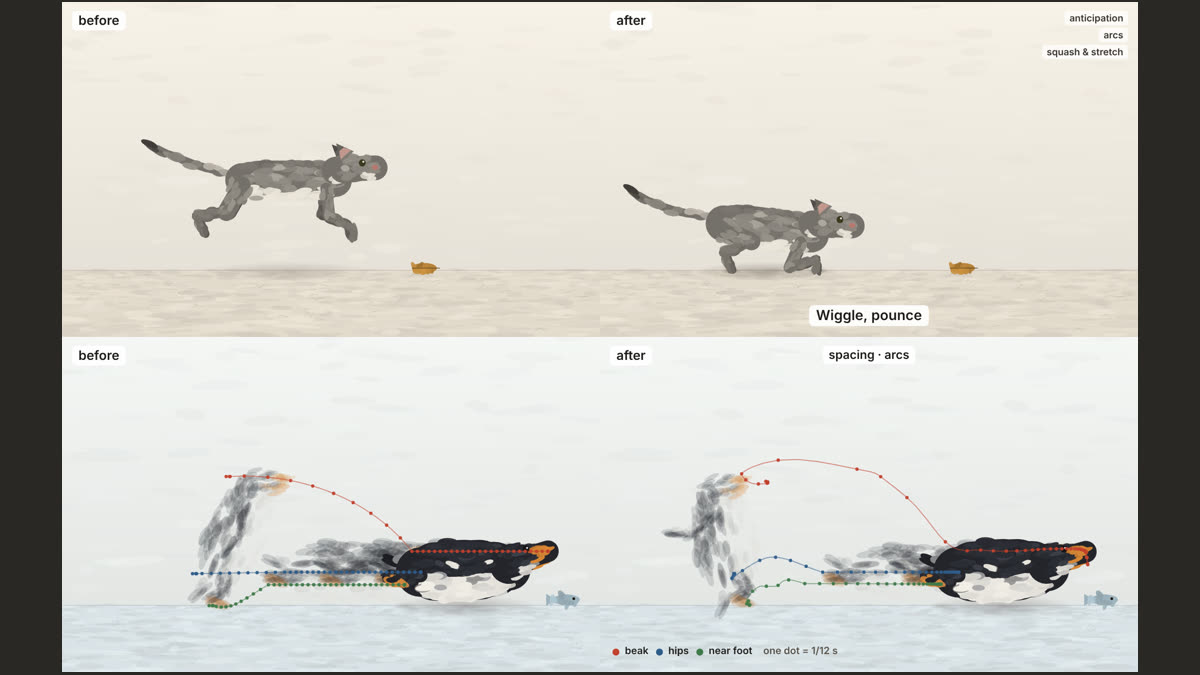 before
after
anticipation
arcs
squash & stretch
Wiggle, pounce
before
after
spacing · arcs
beak hips near foot one dot = 1/12 s